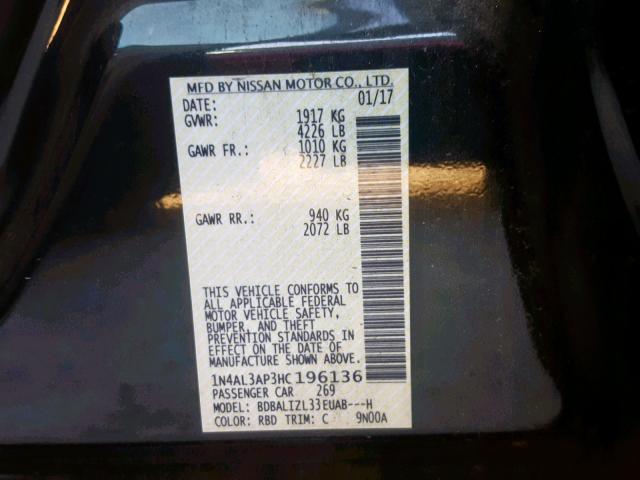 MFD BY NISSAN MOTOR CO., LTD.
DATE: 01/17
GVWR: 1917 KG
4226 LB
GAWR FR.: 1010 KG
2227 LB
GAWR RR.: 940 KG
2072 LB
THIS VEHICLE CONFORMS TO
ALL APPLICABLE FEDERAL
MOTOR VEHICLE SAFETY,
BUMPER, AND THEFT
PREVENTION STANDARDS IN
EFFECT ON THE DATE OF
MANUFACTURE SHOWN ABOVE.
1N4AL3AP3HC196136
PASSENGER CAR 269
MODEL: BDBALIZL33EUAB---H
COLOR: RBD TRIM: C 9N00A